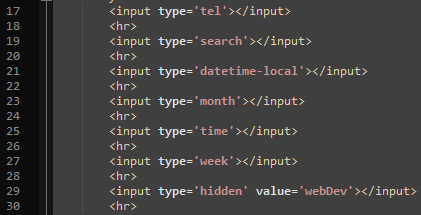 17 <input type='tel'></input>
18 <hr>
19 <input type='search'></input>
20 <hr>
21 <input type='datetime-local'></input>
22 <hr>
23 <input type='month'></input>
24 <hr>
25 <input type='time'></input>
26 <hr>
27 <input type='week'></input>
28 <hr>
29 <input type='hidden' value='webDev'></input>
30 <hr>